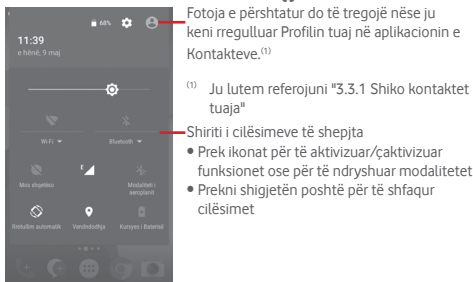 68%
11:39
e hënë, 9 maj
Wi-Fi
Bluetooth
Mos shqetëso
Modaliteti i
aeroplanit
Rrotullim automatik
Vendndodhja
Kursyes i Baterisë
Fotoja e përshtatur do të tregojë nëse ju
keni rregulluar Profilin tuaj në aplikacionin e
Kontakteve.(1)
(1) Ju lutem referojuni "3.3.1 Shiko kontaktet
tuaja"
Shiriti i cilësimeve të shepjta
• Prek ikonat për të aktivizuar/çaktivizuar
funksionet ose për të ndryshuar modalitetet
• Prekni shigjetën poshtë për të shfaqur
cilësimet